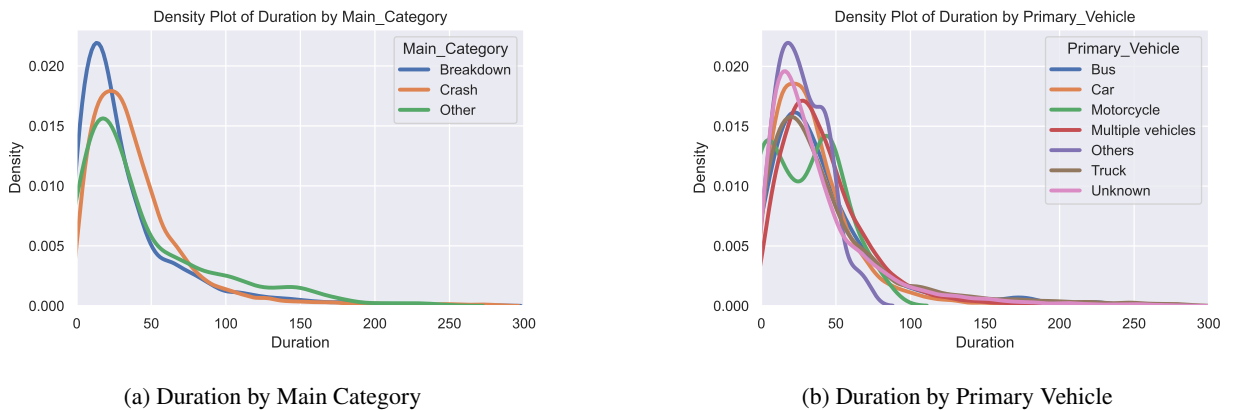 Density Plot of Duration by Main_Category
Density
0.020
0.015
0.010
0.005
0.000
Main_Category
Breakdown
Crash
Other
0 50 100 150 200 250 300
Duration
(a) Duration by Main Category
Density Plot of Duration by Primary_Vehicle
Density
0.020
0.015
0.010
0.005
0.000
Primary_Vehicle
Bus
Car
Motorcycle
Multiple vehicles
Others
Truck
Unknown
0 50 100 150 200 250 300
Duration
(b) Duration by Primary Vehicle